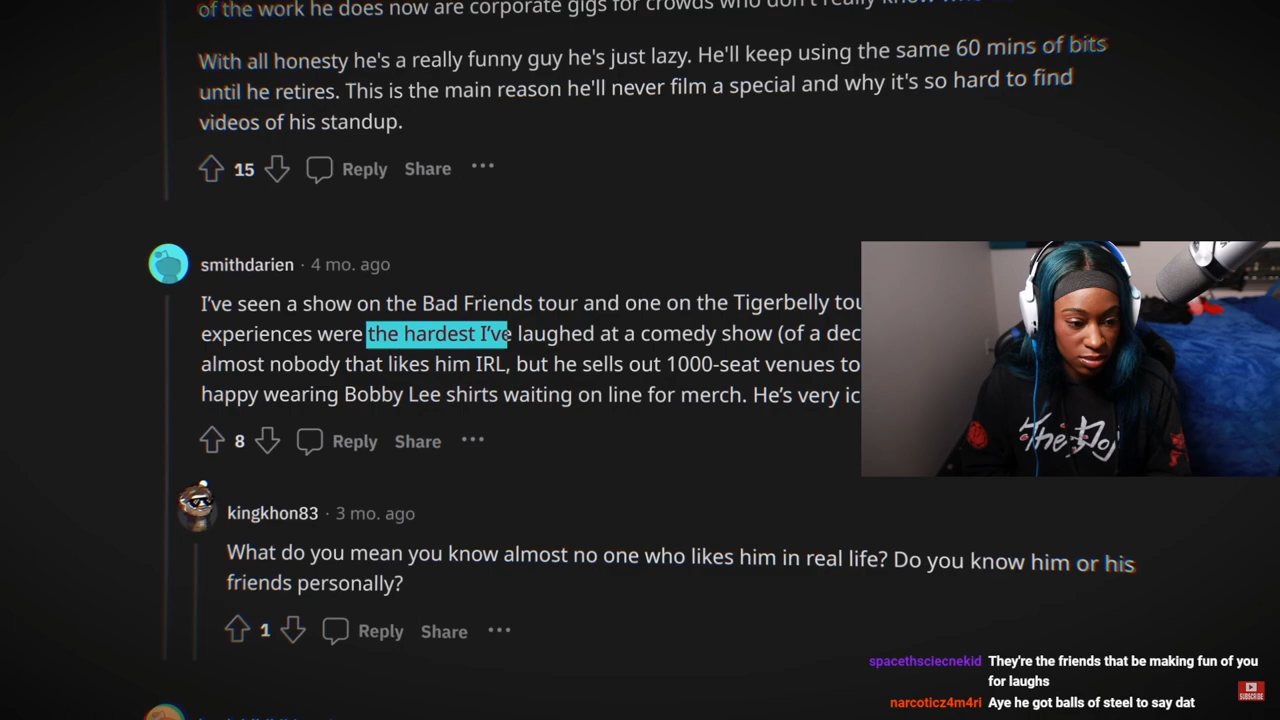 of the work he does now are corporate gigs for crowds who don't really know
With all honesty he's a really funny guy he's just lazy. He'll keep using the same 60 mins of bits
until he retires. This is the main reason he'll never film a special and why it's so hard to find
videos of his standup.
15 Reply Share
smithdarien · 4 mo. ago
I've seen a show on the Bad Friends tour and one on the Tigerbelly
experiences were the hardest I've laughed at a comedy show (of a
almost nobody that likes him IRL, but he sells out 1000-seat venues to
happy wearing Bobby Lee shirts waiting on line for merch. He's very
8 Reply Share
kingkhon83 · 3 mo. ago
What do you mean you know almost no one who likes him in real life? Do you know him or his
friends personally?
1 Reply Share
spacethsciecnekid They're the friends that be making fun of you
for laughs
narcoticz4m4ri Aye he got balls of steel to say dat
SUBSCRIBE